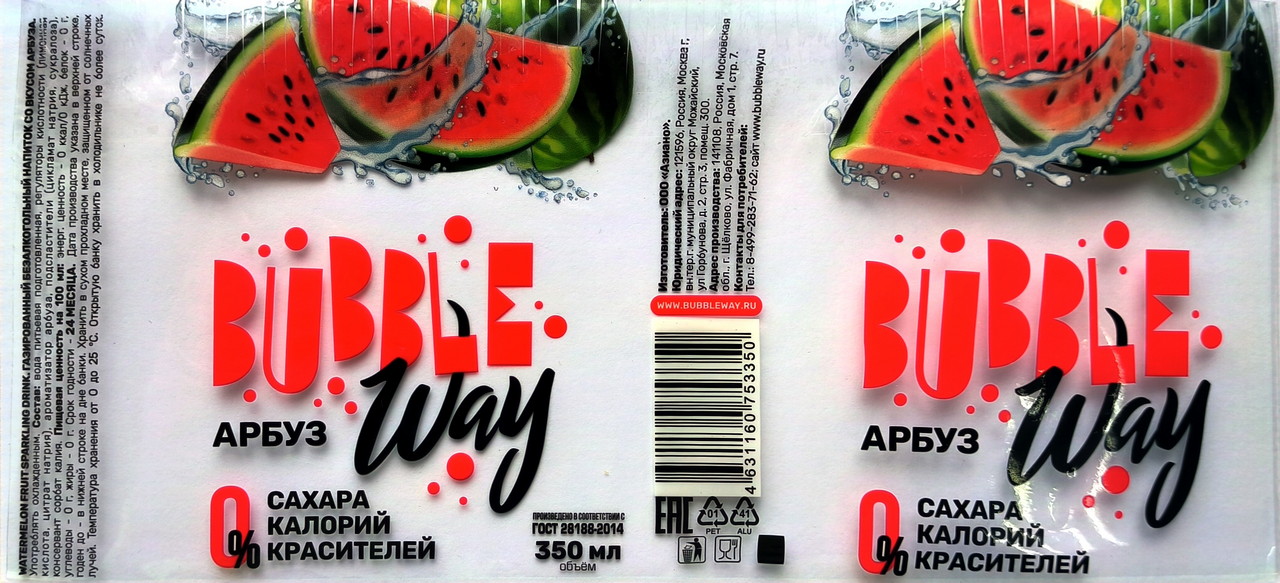 WATERMELON FRUIT SPARKLING DRINK. ГАЗИРОВАННЫЙ БЕЗАЛКОГОЛЬНЫЙ НАПИТОК СО ВКУСОМ АРБУЗА.
Употреблять охлажденным. Состав: вода питьевая подготовленная, регуляторы кислотности (лимонная
кислота, цитрат натрия), ароматизатор арбуза, подсластители (цикламат натрия, сукралоза),
консервант сорбат калия. Пищевая ценность на 100 мл: энерг. ценность - 0 ккал/0 кДж, белок - 0 г,
углеводы - 0 г, жиры - 0 г. Срок годности - 24 МЕСЯЦА. Дата производства указана в верхней строке,
годен до - в нижней строке на дне банки. Хранить в сухом прохладном месте, защищенном от солнечных
лучей. Температура хранения от 0 до 25 °С. Открытую банку хранить в холодильнике не более суток.
BUBBLE
Way
АРБУЗ
0%
САХАРА
КАЛОРИЙ
КРАСИТЕЛЕЙ
ПРОИЗВЕДЕНО В СООТВЕТСТВИИ С
ГОСТ 28188-2014
350 мл
объём
Изготовитель: ООО «Азиано».
Юридический адрес: 121596, Россия, Москва г,
вн.тер.г. муниципальный округ Можайский,
ул Горбунова, д. 2, стр. 3, помещ. 300.
Адрес производства: 141108, Россия, Московская
обл., г. Щёлково, ул. Фабричная, дом 1, стр. 7.
Контакты для потребителей:
Тел.: 8-499-283-71-62; сайт www.bubbleway.ru
WWW.BUBBLEWAY.RU
4 631160 753350
EAC
01
PET
41
ALU
BUBBLE
Way
АРБУЗ
0%
САХАРА
КАЛОРИЙ
КРАСИТЕЛЕЙ